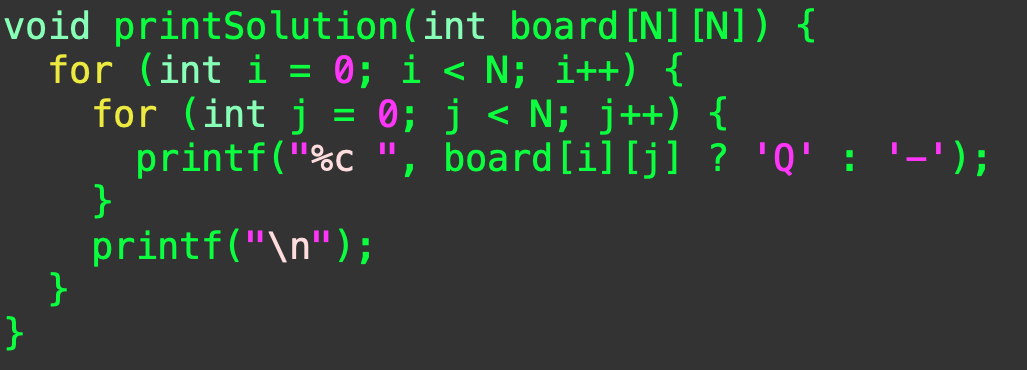 void printSolution(int board[N][N]) {
  for (int i = 0; i < N; i++) {
    for (int j = 0; j < N; j++) {
      printf("%c ", board[i][j] ? 'Q' : '-');
    }
    printf("\n");
  }
}